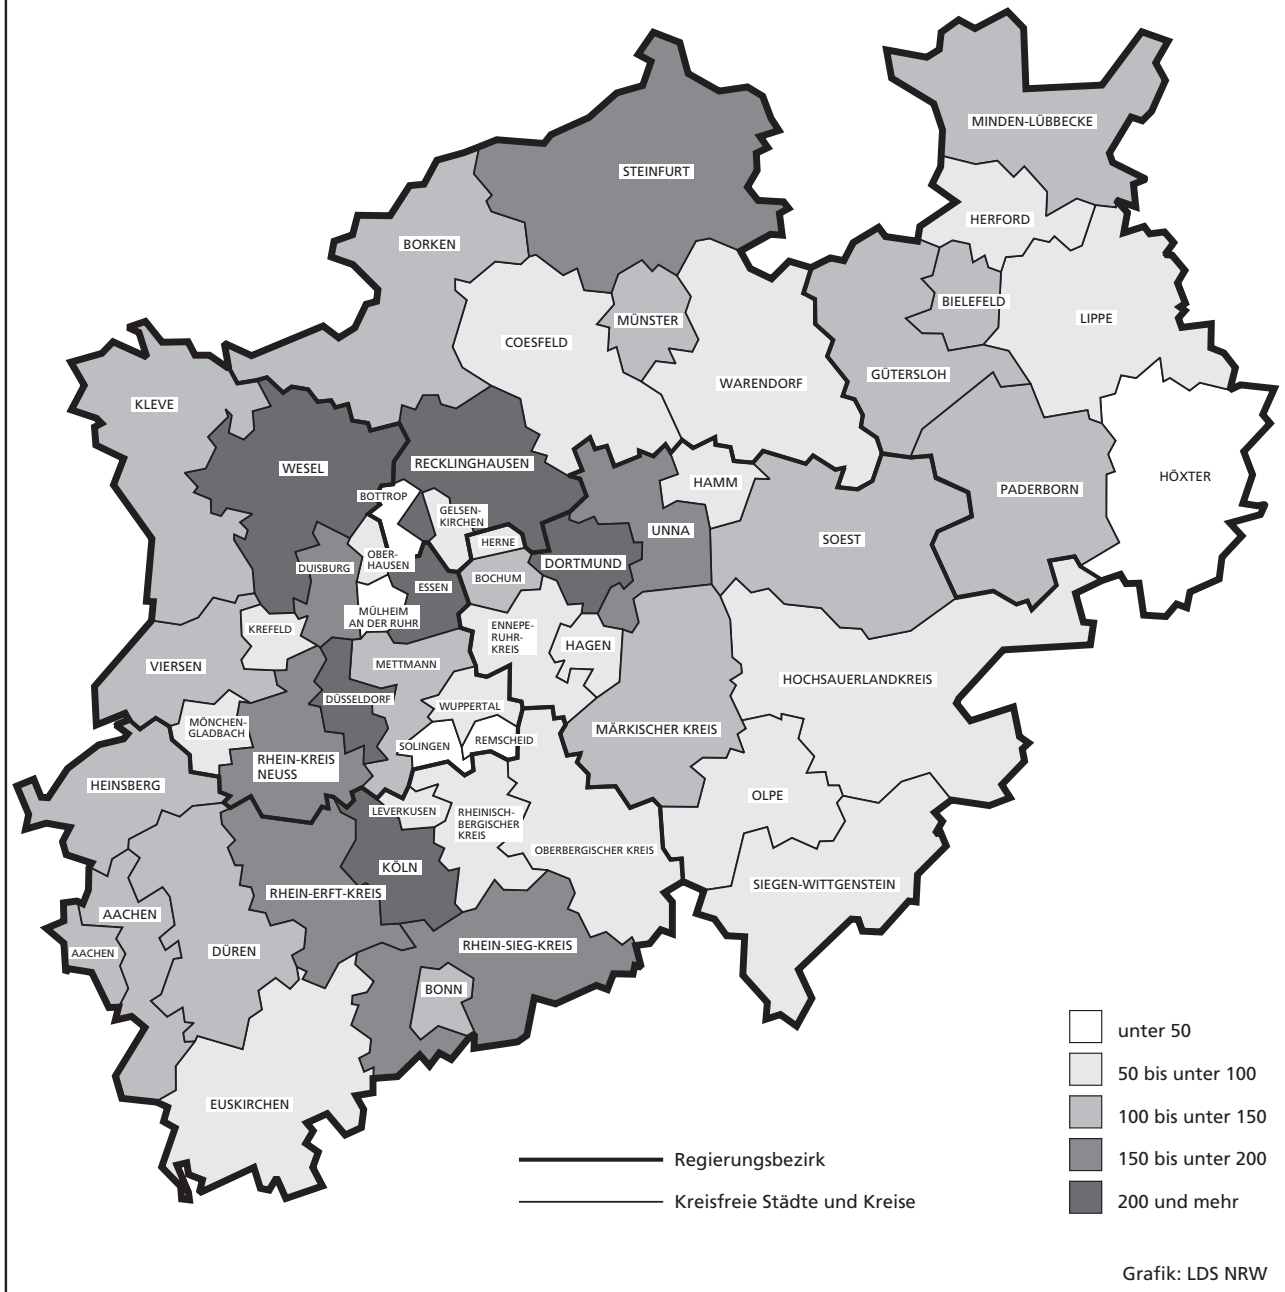 MINDEN-LÜBBECKE
STEINFURT
HERFORD
BORKEN
BIELEFELD
LIPPE
MÜNSTER
COESFELD
GÜTERSLOH
WARENDORF
KLEVE
RECKLINGHAUSEN
WESEL
HÖXTER
HAMM
PADERBORN
BOTTROP
GELSEN-
KIRCHEN
UNNA
SOEST
HERNE
OBER-
HAUSEN
DORTMUND
DUISBURG
BOCHUM
ESSEN
MÜLHEIM
AN DER RUHR
KREFELD
ENNEPE-
RUHR-
KREIS
HAGEN
VIERSEN
METTMANN
HOCHSAUERLANDKREIS
DÜSSELDORF
WUPPERTAL
MÖNCHEN-
GLADBACH
MÄRKISCHER KREIS
REMSCHEID
SOLINGEN
RHEIN-KREIS
NEUSS
HEINSBERG
OLPE
LEVERKUSEN
RHEINISCH-
BERGISCHER
KREIS
OBERBERGISCHER KREIS
KÖLN
SIEGEN-WITTGENSTEIN
RHEIN-ERFT-KREIS
AACHEN
RHEIN-SIEG-KREIS
AACHEN
DÜREN
BONN
EUSKIRCHEN
unter 50
50 bis unter 100
100 bis unter 150
150 bis unter 200
200 und mehr
Regierungsbezirk
Kreisfreie Städte und Kreise
Grafik: LDS NRW